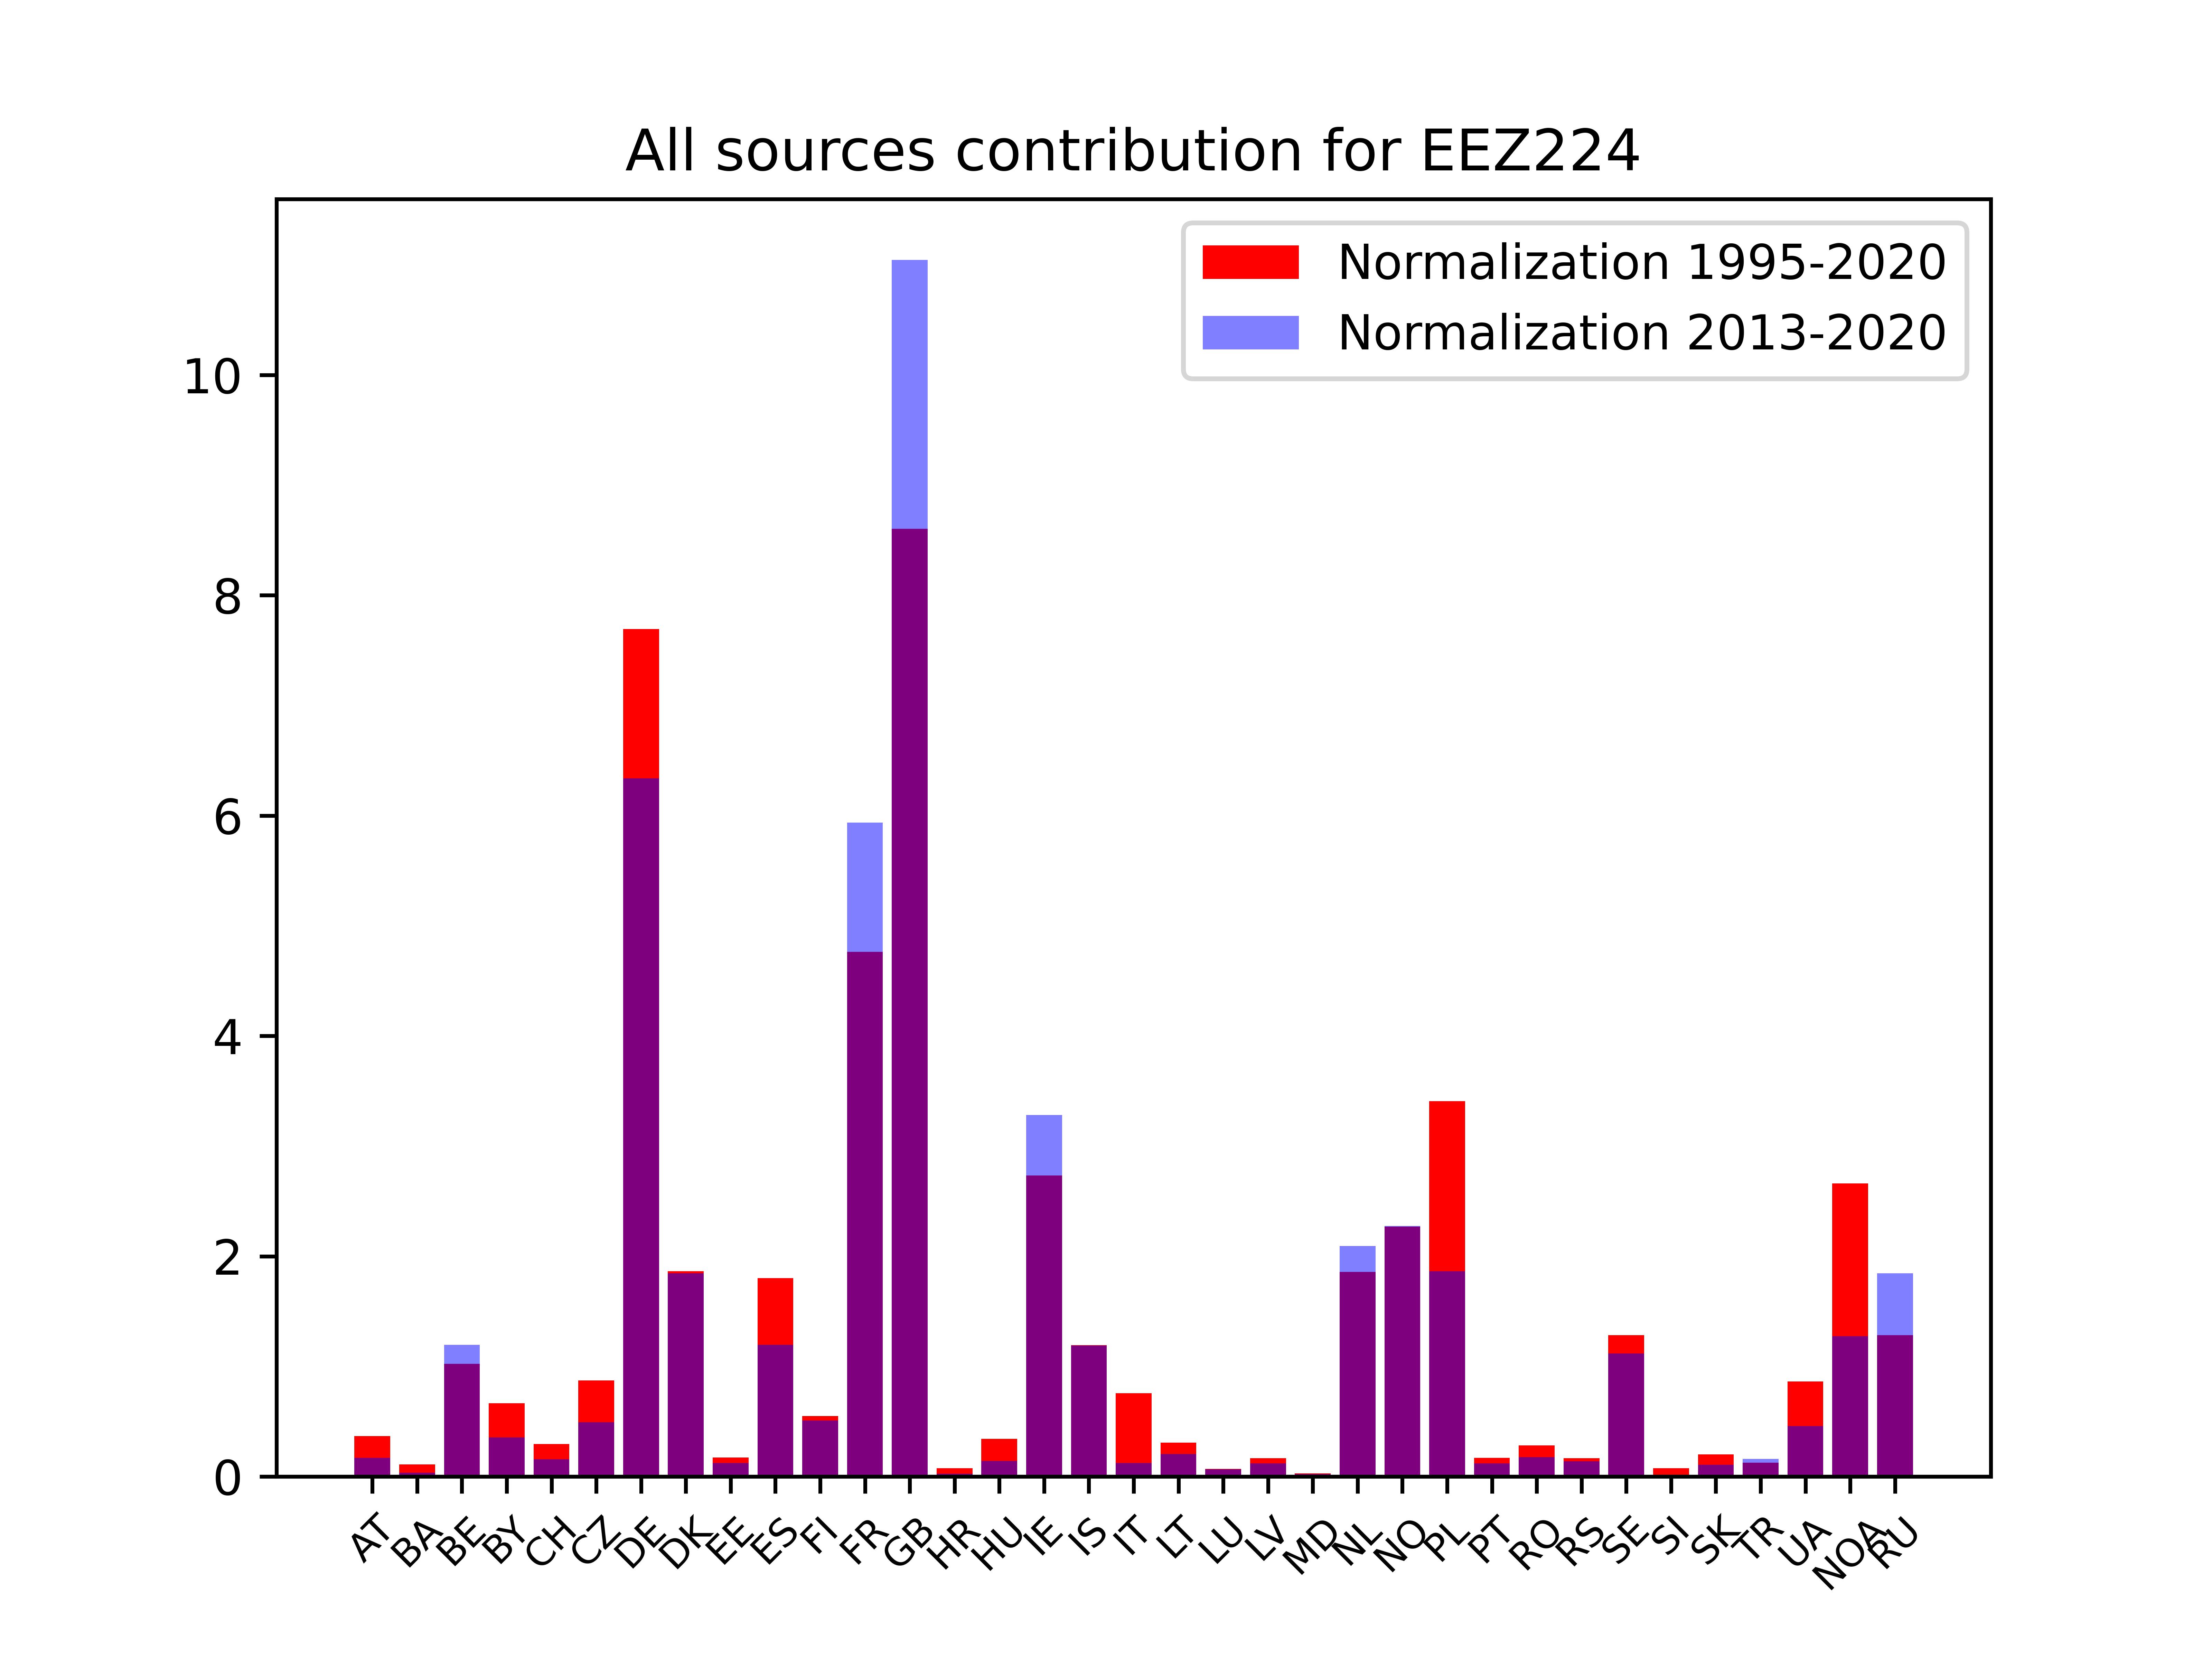 All sources contribution for EEZ224
Normalization 1995-2020
Normalization 2013-2020
10
8
6
4
2
0
AT BA BE BY CH CZ DE DK EE ES FI FR GB HR HU IE IS IT LT LU LV MD NL NO PL PT RO RS SE SI SK TR UA NOA RU